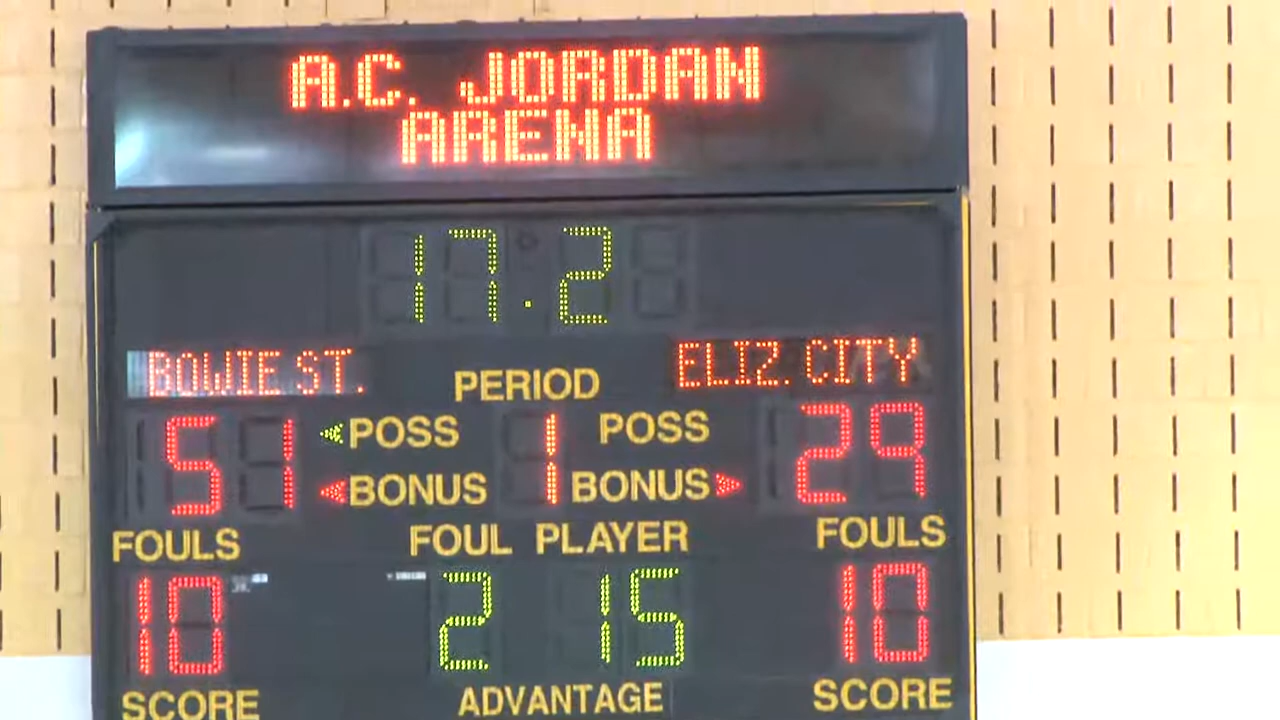 A.C. JORDAN
ARENA
17.2
BOWIE ST. PERIOD ELIZ. CITY
51 POSS 1 POSS 29
BONUS BONUS
FOULS FOUL PLAYER FOULS
10 2 15 10
SCORE ADVANTAGE SCORE